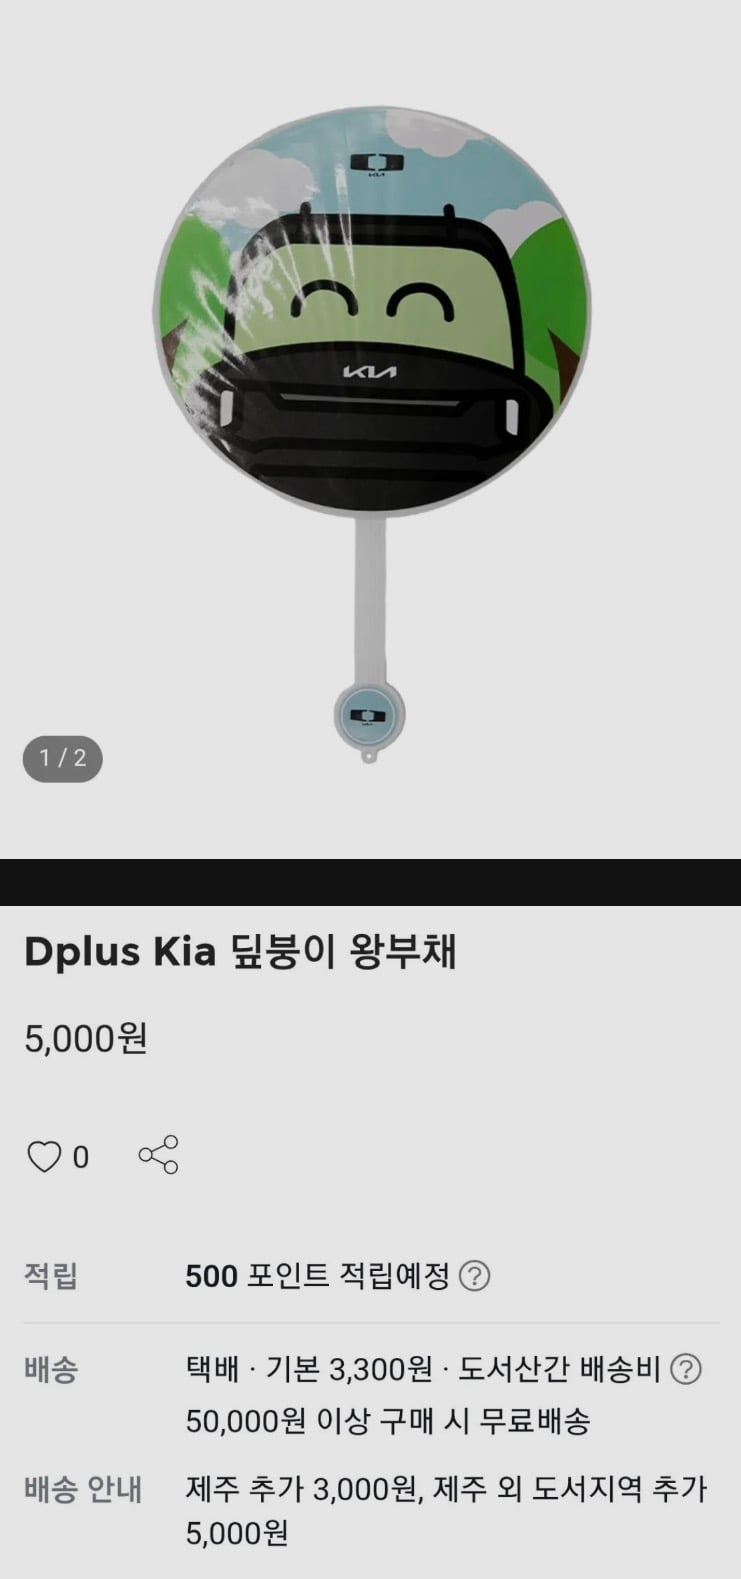 KIA
KIA
1 / 2
Dplus Kia 딮붕이 왕부채
5,000원
0
적립
500 포인트 적립예정 ?
배송
택배 · 기본 3,300원 · 도서산간 배송비 ?
50,000원 이상 구매 시 무료배송
배송 안내
제주 추가 3,000원, 제주 외 도서지역 추가
5,000원